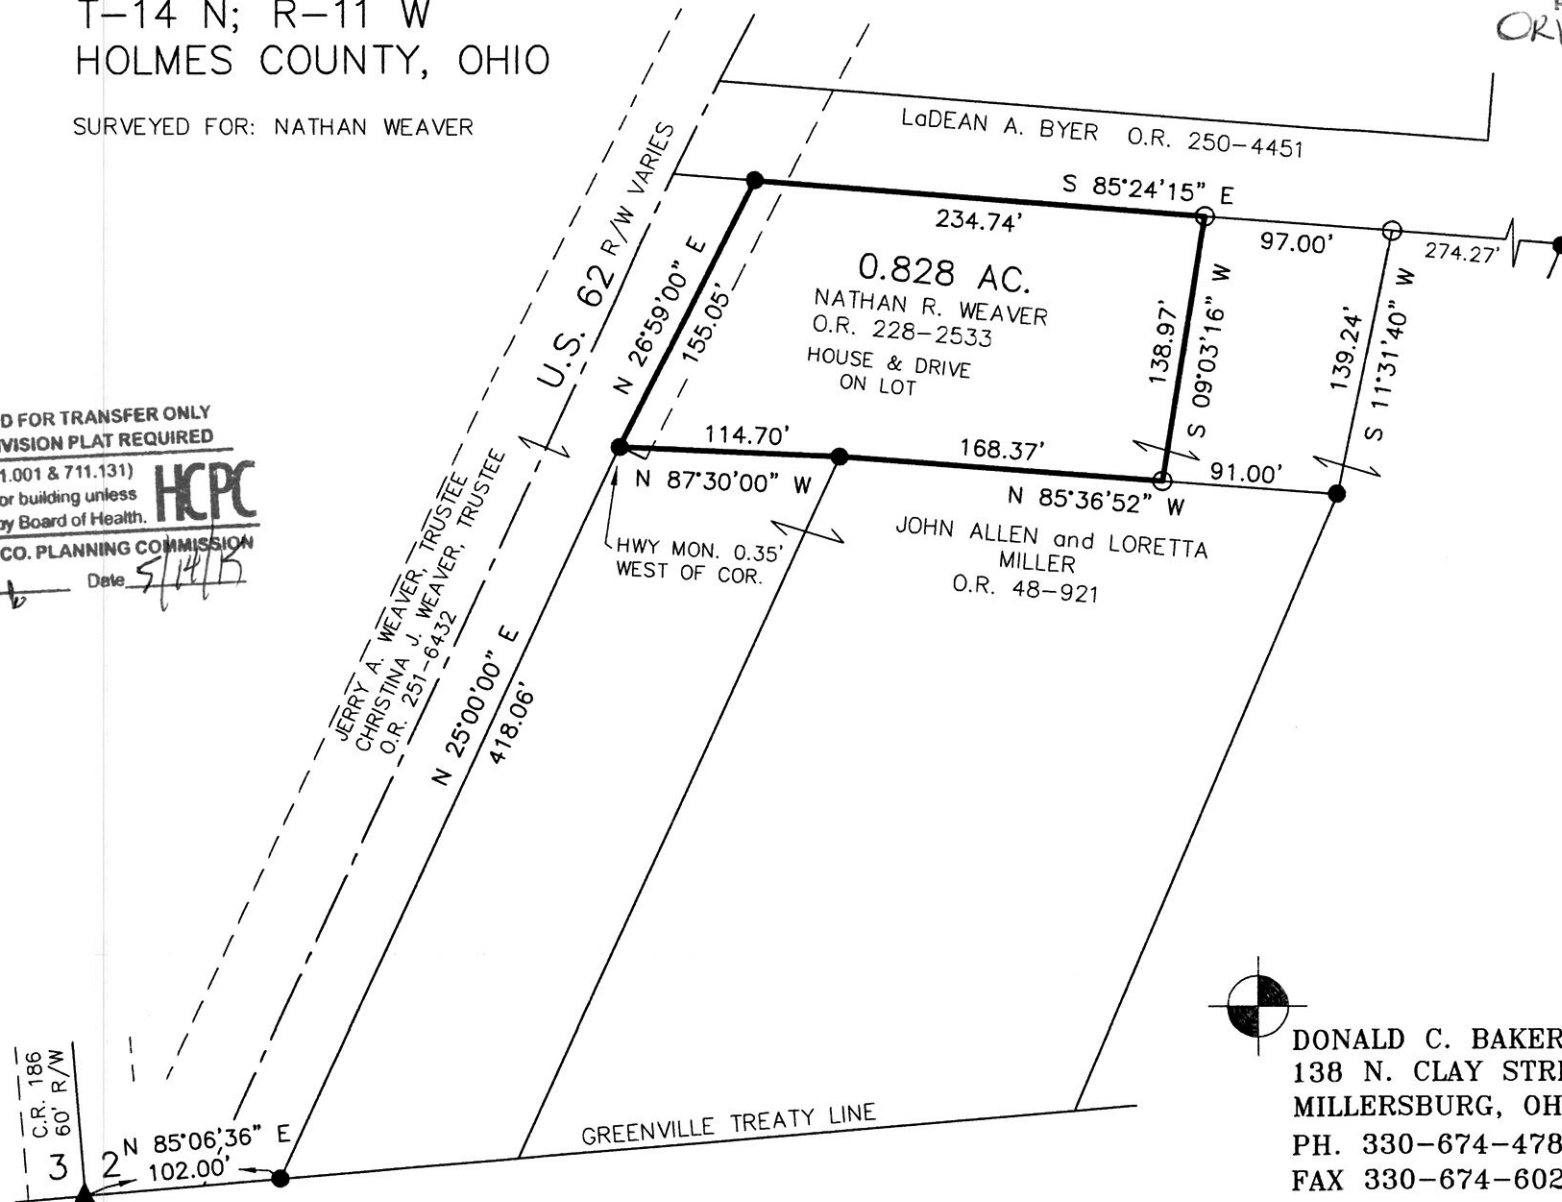 T-14 N; R-11 W
HOLMES COUNTY, OHIO
SURVEYED FOR: NATHAN WEAVER
LaDEAN A. BYER O.R. 250-4451
S 85°24'15" E
234.74'
97.00'
274.27'
U.S. 62 R/W VARIES
N 26°59'00" E
155.05'
0.828 AC.
NATHAN R. WEAVER
O.R. 228-2533
HOUSE & DRIVE
ON LOT
138.97'
S 09°03'16" W
139.24'
S 11°31'40" W
114.70'
N 87°30'00" W
168.37'
N 85°36'52" W
91.00'
D FOR TRANSFER ONLY
VISION PLAT REQUIRED
1.001 & 711.131)
or building unless
by Board of Health.
HCPC
CO. PLANNING COMMISSION
Date 5/14/15
HWY MON. 0.35'
WEST OF COR.
JOHN ALLEN and LORETTA
MILLER
O.R. 48-921
JERRY A. WEAVER, TRUSTEE
CHRISTINA J. WEAVER, TRUSTEE
O.R. 251-6432
N 25°00'00" E
418.06'
C.R. 186
60' R/W
3 2
N 85°06'36" E
102.00'
GREENVILLE TREATY LINE
DONALD C. BAKER
138 N. CLAY STR
MILLERSBURG, OH
PH. 330-674-478
FAX 330-674-602